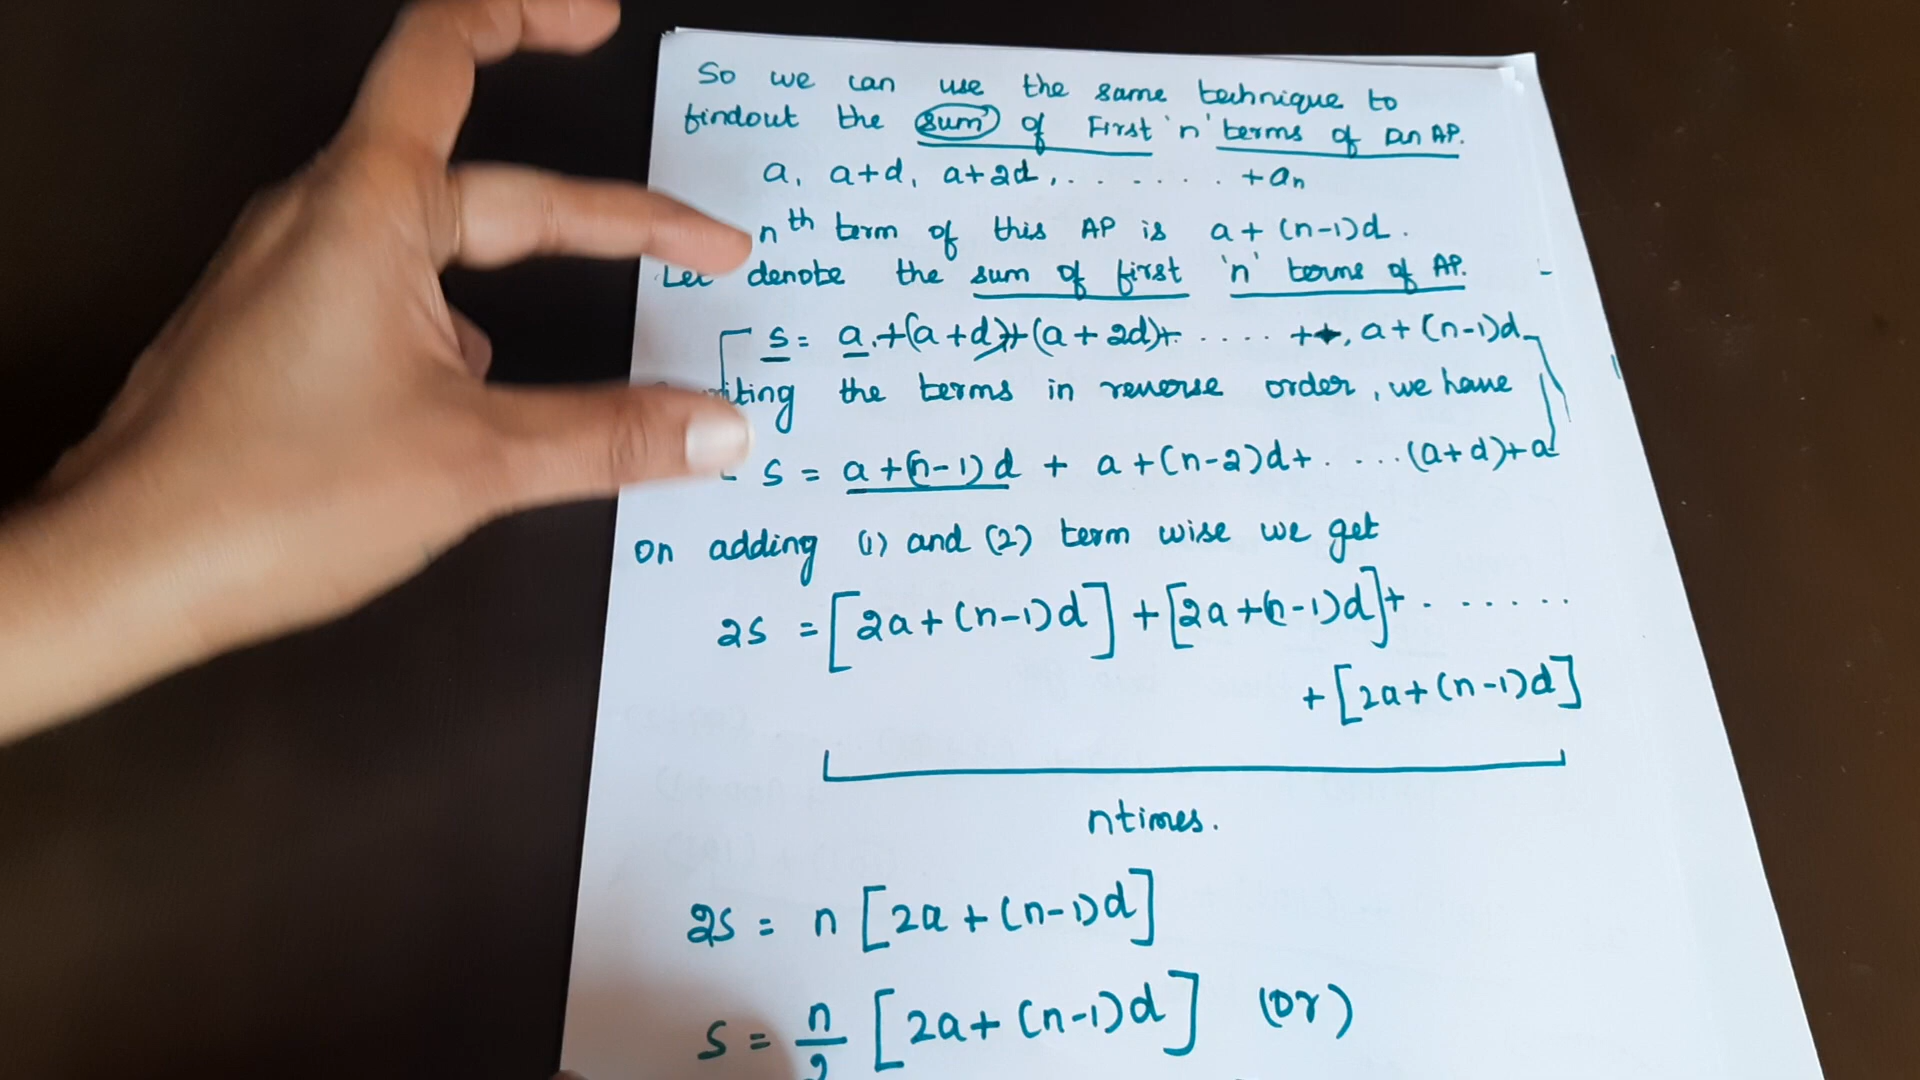 So we can use the same technique to
findout the sum of First 'n' terms of an AP.
a, a+d, a+2d, . . . . . . . +an
nth term of this AP is a + (n-1)d.
Let denote the sum of first 'n' terms of AP.
S = a + (a+d) + (a+2d) + . . . . + , a + (n-1)d
the terms in reverse order, we have
S = a + (n-1)d + a + (n-2)d + . . . . (a+d) + a
on adding (1) and (2) term wise we get
2S = [2a + (n-1)d] + [2a + (n-1)d] + . . . . . .
+ [2a + (n-1)d]
n times.
2S = n [2a + (n-1)d]
S = n/2 [2a + (n-1)d] (or)